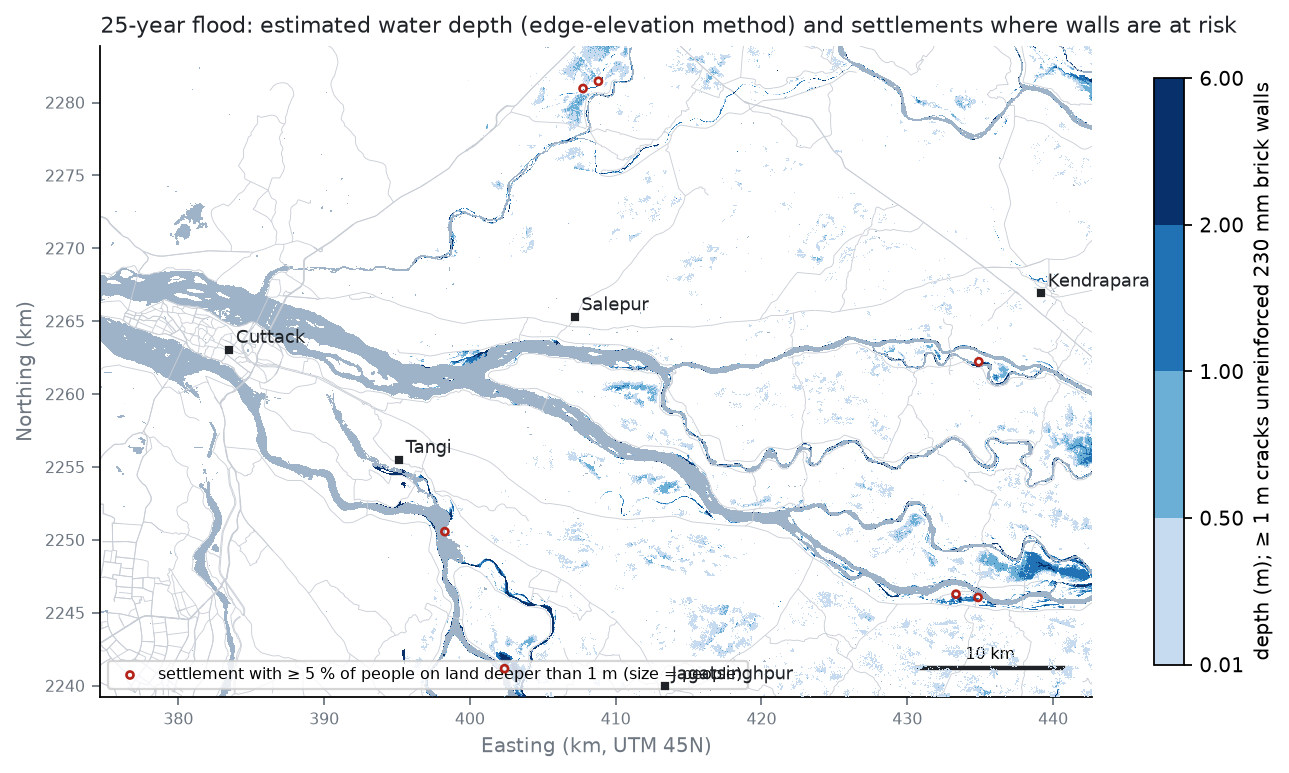 25-year flood: estimated water depth (edge-elevation method) and settlements where walls are at risk
2280
2275
2270
2265
2260
2255
2250
2245
2240
Northing (km)
Kendrapara
Salepur
Cuttack
Tangi
10 km
settlement with ≥ 5 % of people on land deeper than 1 m (size = people)
Jagatsinghpur
380
390
400
410
420
430
440
Easting (km, UTM 45N)
6.00
2.00
1.00
0.50
0.01
depth (m); ≥ 1 m cracks unreinforced 230 mm brick walls